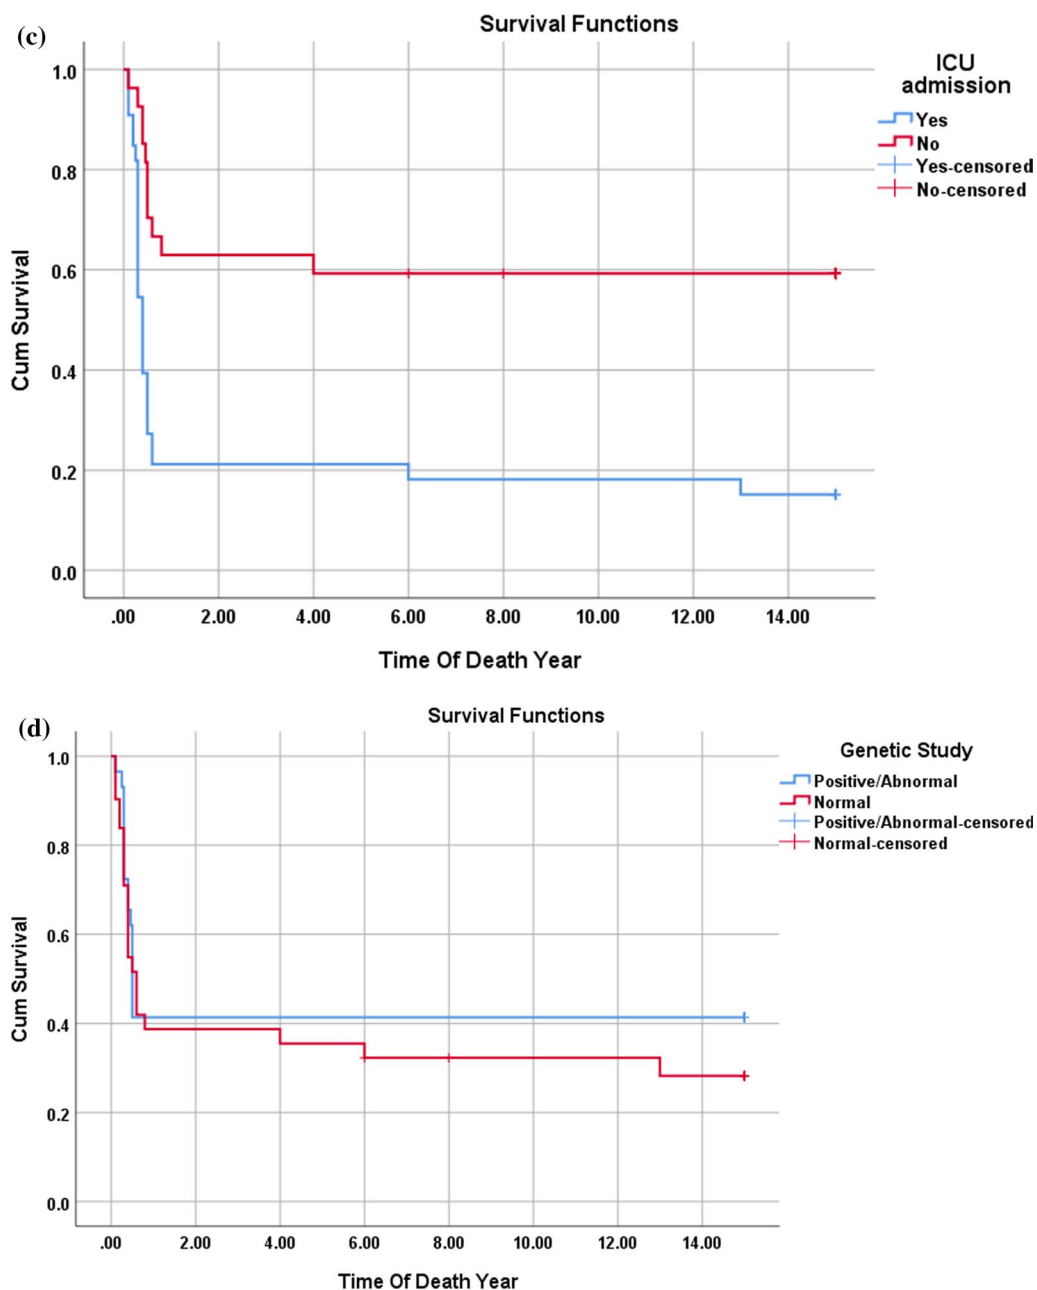 (c)
Survival Functions
ICU
admission
Yes
No
Yes-censored
No-censored
1.0
0.8
0.6
0.4
0.2
0.0
Cum Survival
.00 2.00 4.00 6.00 8.00 10.00 12.00 14.00
Time Of Death Year
(d)
Survival Functions
Genetic Study
Positive/Abnormal
Normal
Positive/Abnormal-censored
Normal-censored
1.0
0.8
0.6
0.4
0.2
0.0
Cum Survival
.00 2.00 4.00 6.00 8.00 10.00 12.00 14.00
Time Of Death Year